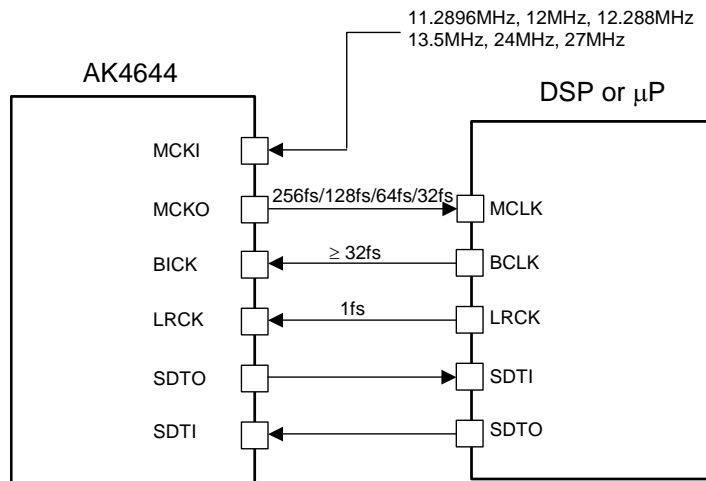 11.2896MHz, 12MHz, 12.288MHz
13.5MHz, 24MHz, 27MHz
AK4644
DSP or μP
MCKI
MCKO
256fs/128fs/64fs/32fs
MCLK
BICK
≥ 32fs
BCLK
LRCK
1fs
LRCK
SDTO
SDTI
SDTI
SDTO